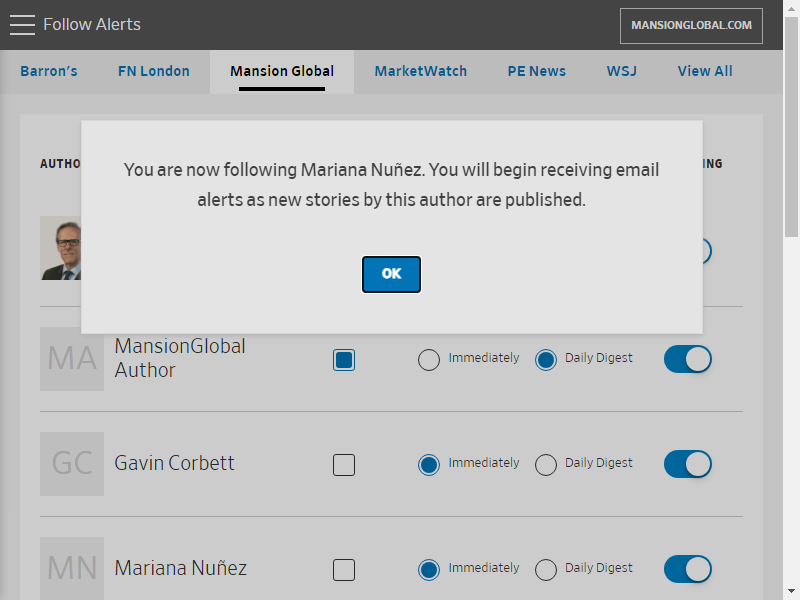 Follow Alerts
MANSIONGLOBAL.COM
Barron's
FN London
Mansion Global
MarketWatch
PE News
WSJ
View All
You are now following Mariana Nuñez. You will begin receiving email
alerts as new stories by this author are published.
OK
MA
MansionGlobal
Author
Immediately
Daily Digest
GC
Gavin Corbett
Immediately
Daily Digest
MN
Mariana Nuñez
Immediately
Daily Digest